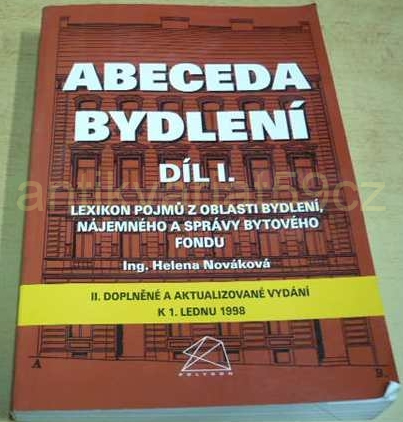 ABECEDA
BYDLENÍ
DÍL I.
antikvariat69cz
LEXIKON POJMŮ Z OBLASTI BYDLENÍ,
NÁJEMNÉHO A SPRÁVY BYTOVÉHO
FONDU
Ing. Helena Nováková
II. DOPLNĚNÉ A AKTUALIZOVANÉ VYDÁNÍ
K 1. LEDNU 1998
A
B.
POLYGON